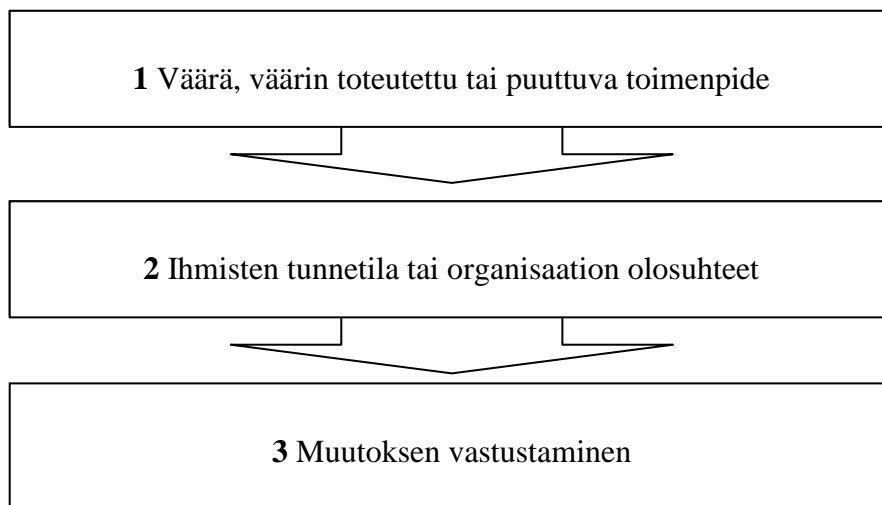 1 Väärä, väärin toteutettu tai puuttuva toimenpide
2 Ihmisten tunnetila tai organisaation olosuhteet
3 Muutoksen vastustaminen